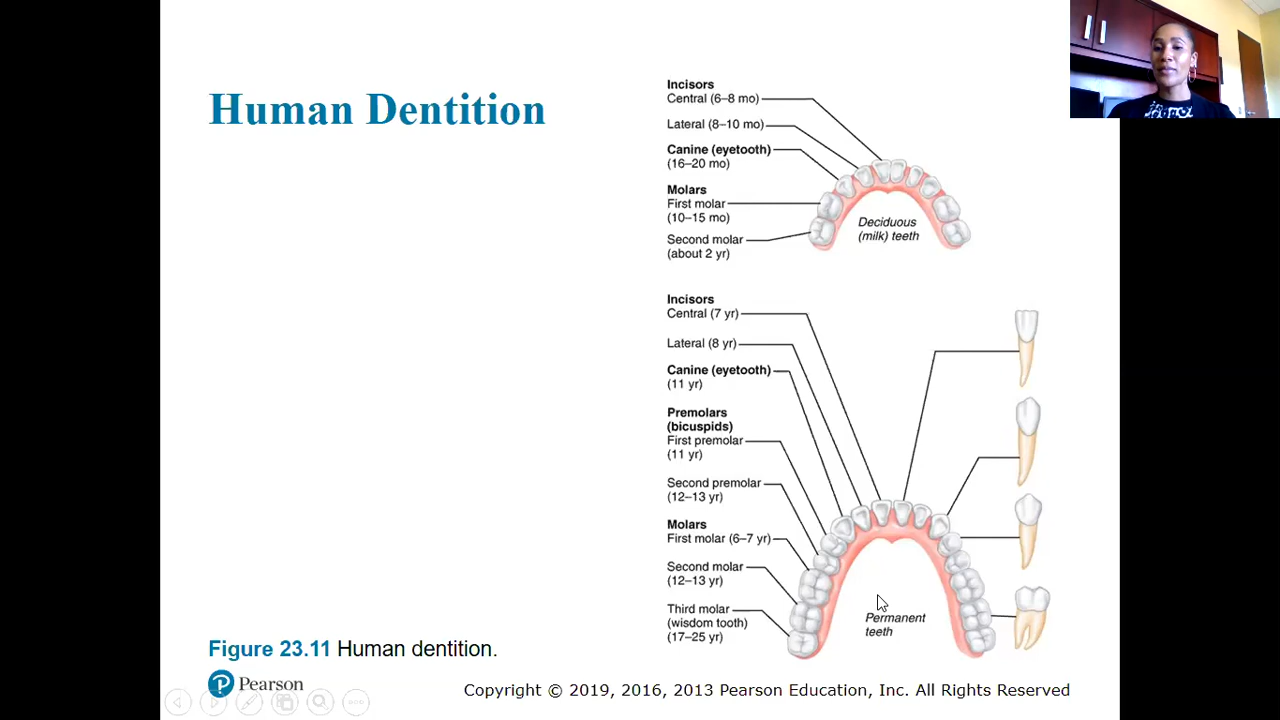 Human Dentition
Incisors
Central (6–8 mo)
Lateral (8–10 mo)
Canine (eyetooth)
(16–20 mo)
Molars
First molar
(10–15 mo)
Second molar
(about 2 yr)
Deciduous
(milk) teeth
Incisors
Central (7 yr)
Lateral (8 yr)
Canine (eyetooth)
(11 yr)
Premolars
(bicuspids)
First premolar
(11 yr)
Second premolar
(12–13 yr)
Molars
First molar (6–7 yr)
Second molar
(12–13 yr)
Third molar
(wisdom tooth)
(17–25 yr)
Permanent
teeth
Figure 23.11 Human dentition.
Pearson
Copyright © 2019, 2016, 2013 Pearson Education, Inc. All Rights Reserved